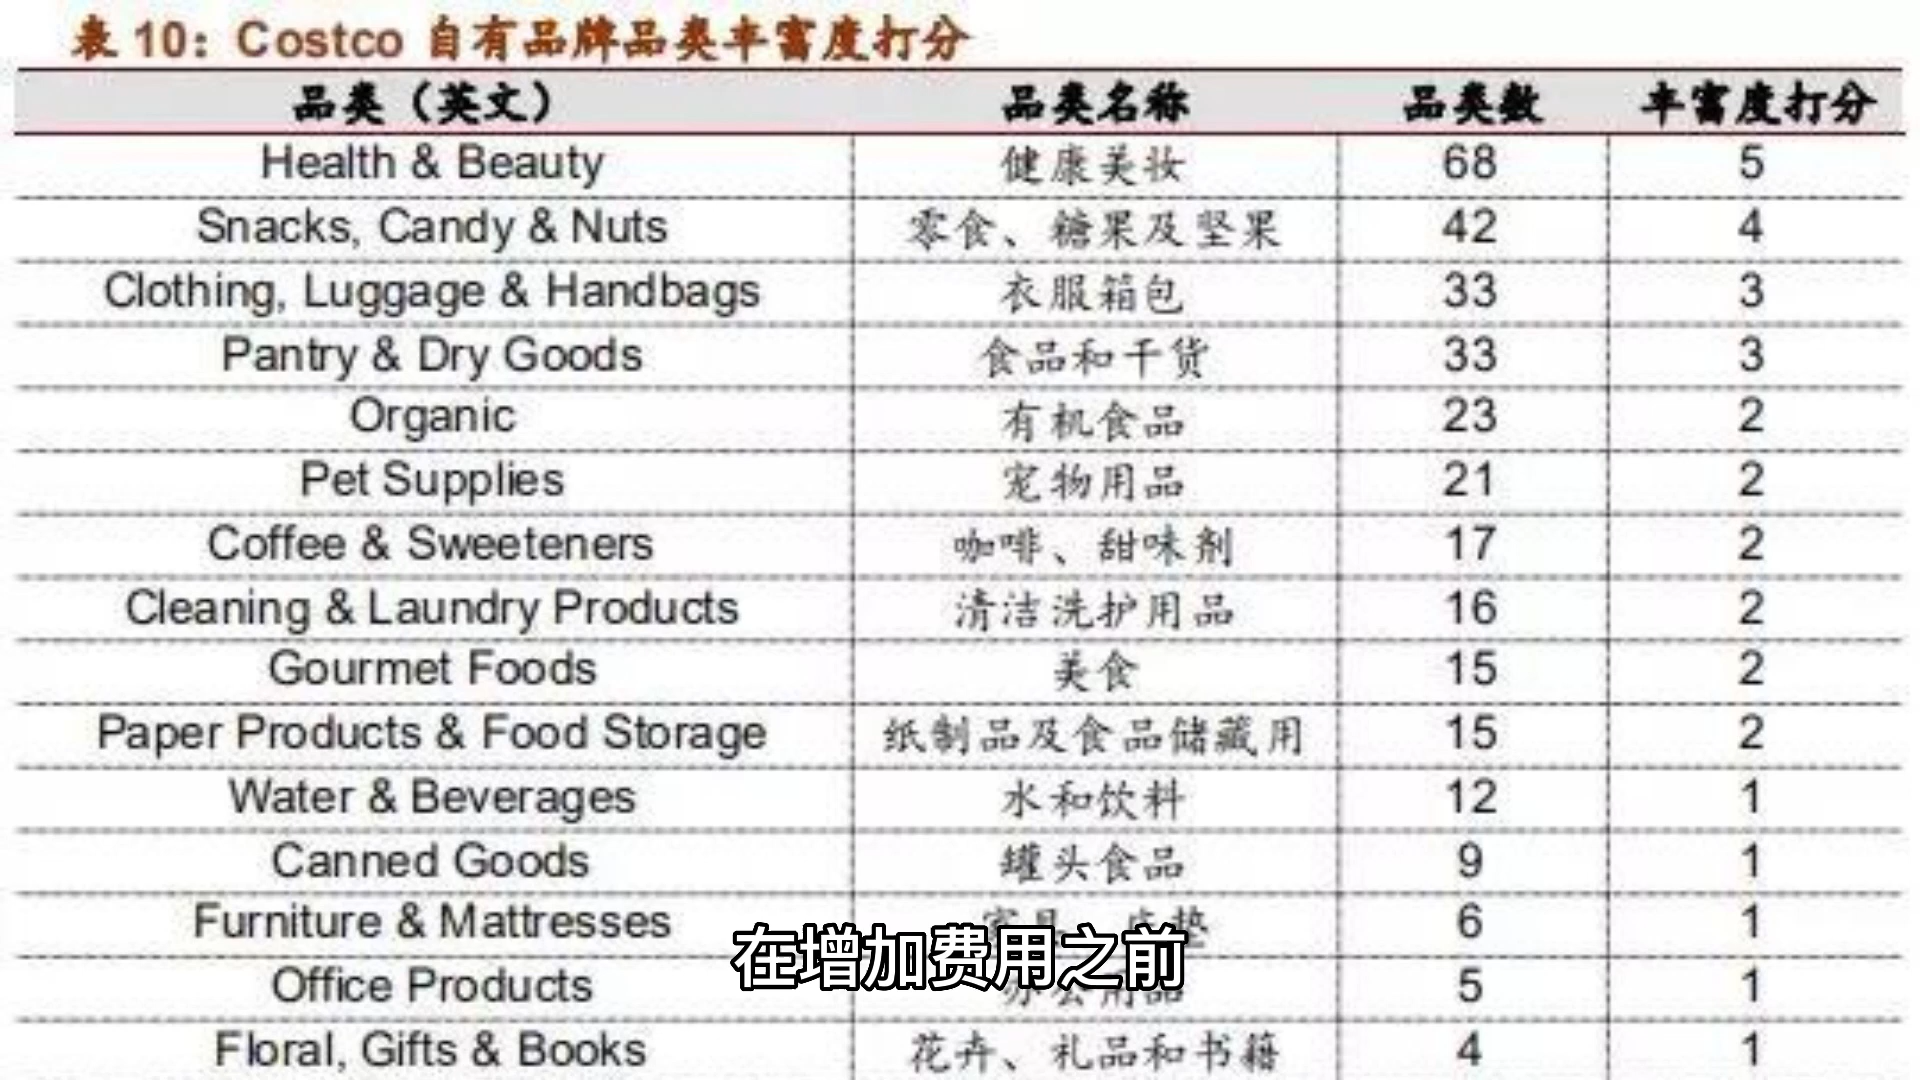 表 10：Costco 自有品牌品类丰富度打分
品类（英文） 品类名称 品类数 丰富度打分
Health & Beauty 健康美妆 68 5
Snacks, Candy & Nuts 零食、糖果及坚果 42 4
Clothing, Luggage & Handbags 衣服箱包 33 3
Pantry & Dry Goods 食品和干货 33 3
Organic 有机食品 23 2
Pet Supplies 宠物用品 21 2
Coffee & Sweeteners 咖啡、甜味剂 17 2
Cleaning & Laundry Products 清洁洗护用品 16 2
Gourmet Foods 美食 15 2
Paper Products & Food Storage 纸制品及食品储藏用 15 2
Water & Beverages 水和饮料 12 1
Canned Goods 罐头食品 9 1
Furniture & Mattresses 6 1
在增加费用之前
Office Products 办公用品 5 1
Floral, Gifts & Books 花卉、礼品和书籍 4 1